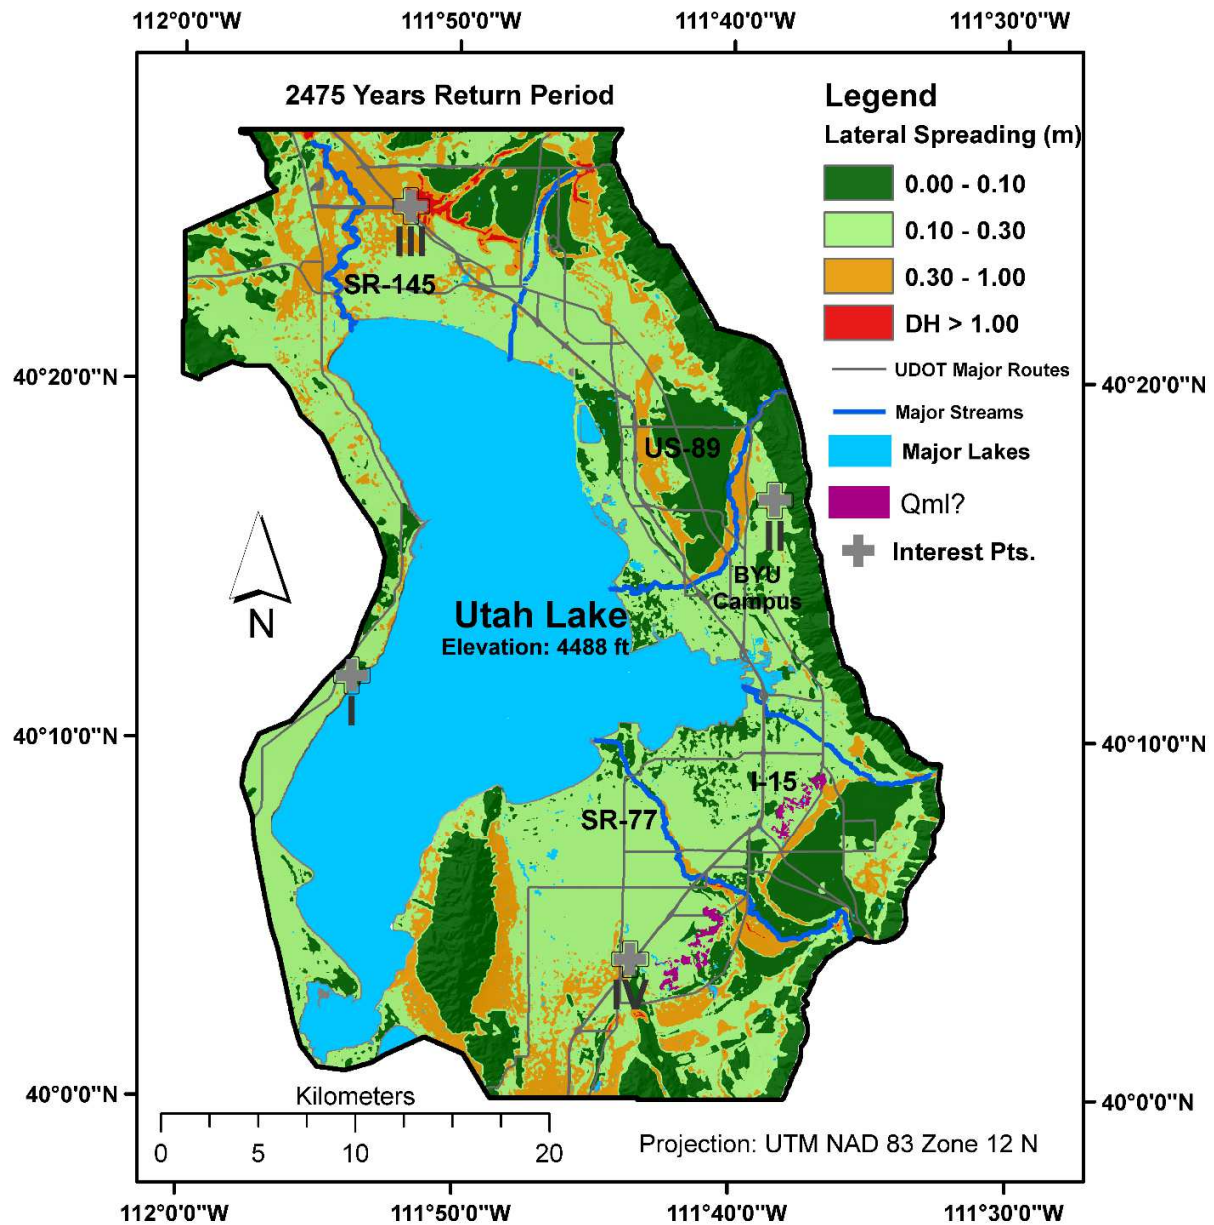 112°0'0"W 111°50'0"W 111°40'0"W 111°30'0"W
2475 Years Return Period
Legend
Lateral Spreading (m)
0.00 - 0.10
0.10 - 0.30
0.30 - 1.00
DH > 1.00
UDOT Major Routes
Major Streams
Major Lakes
Qml?
Interest Pts.
III
SR-145
40°20'0"N
40°20'0"N
US-89
II
BYU
Campus
N
Utah Lake
Elevation: 4488 ft
I
40°10'0"N
40°10'0"N
I-15
SR-77
IV
40°0'0"N
40°0'0"N
Kilometers
0 5 10 20
Projection: UTM NAD 83 Zone 12 N
112°0'0"W 111°50'0"W 111°40'0"W 111°30'0"W